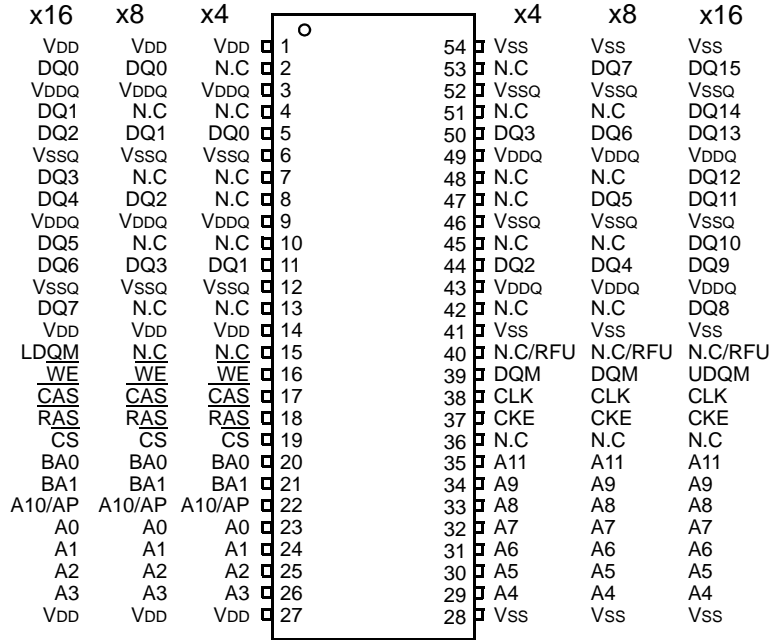 x16 x8 x4 x4 x8 x16
VDD VDD VDD 1 54 VSS VSS VSS
DQ0 DQ0 N.C 2 53 N.C DQ7 DQ15
VDDQ VDDQ VDDQ 3 52 VSSQ VSSQ VSSQ
DQ1 N.C N.C 4 51 N.C N.C DQ14
DQ2 DQ1 DQ0 5 50 DQ3 DQ6 DQ13
VSSQ VSSQ VSSQ 6 49 VDDQ VDDQ VDDQ
DQ3 N.C N.C 7 48 N.C N.C DQ12
DQ4 DQ2 N.C 8 47 N.C DQ5 DQ11
VDDQ VDDQ VDDQ 9 46 VSSQ VSSQ VSSQ
DQ5 N.C N.C 10 45 N.C N.C DQ10
DQ6 DQ3 DQ1 11 44 DQ2 DQ4 DQ9
VSSQ VSSQ VSSQ 12 43 VDDQ VDDQ VDDQ
DQ7 N.C N.C 13 42 N.C N.C DQ8
VDD VDD VDD 14 41 VSS VSS VSS
LDQM N.C N.C 15 40 N.C/RFU N.C/RFU N.C/RFU
WE WE WE 16 39 DQM DQM UDQM
CAS CAS CAS 17 38 CLK CLK CLK
RAS RAS RAS 18 37 CKE CKE CKE
CS CS CS 19 36 N.C N.C N.C
BA0 BA0 BA0 20 35 A11 A11 A11
BA1 BA1 BA1 21 34 A9 A9 A9
A10/AP A10/AP A10/AP 22 33 A8 A8 A8
A0 A0 A0 23 32 A7 A7 A7
A1 A1 A1 24 31 A6 A6 A6
A2 A2 A2 25 30 A5 A5 A5
A3 A3 A3 26 29 A4 A4 A4
VDD VDD VDD 27 28 VSS VSS VSS